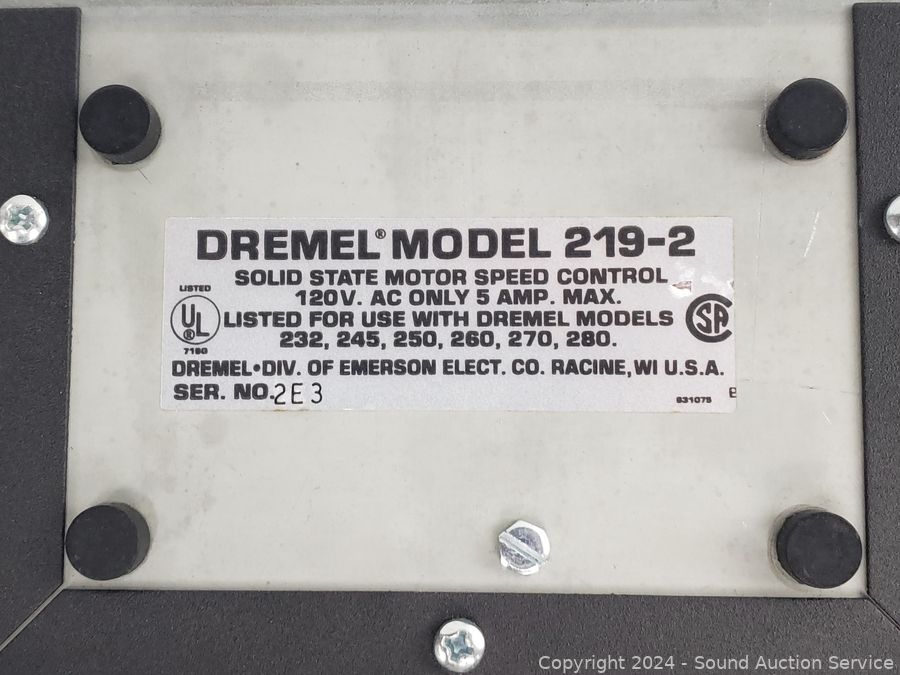 DREMEL® MODEL 219-2
SOLID STATE MOTOR SPEED CONTROL
120V. AC ONLY 5 AMP. MAX.
LISTED
UL
®
7180
LISTED FOR USE WITH DREMEL MODELS
232, 245, 250, 260, 270, 280.
SA
DREMEL•DIV. OF EMERSON ELECT. CO. RACINE, WI U.S.A.
SER. NO. 2E3
831075
Copyright 2024 - Sound Auction Service